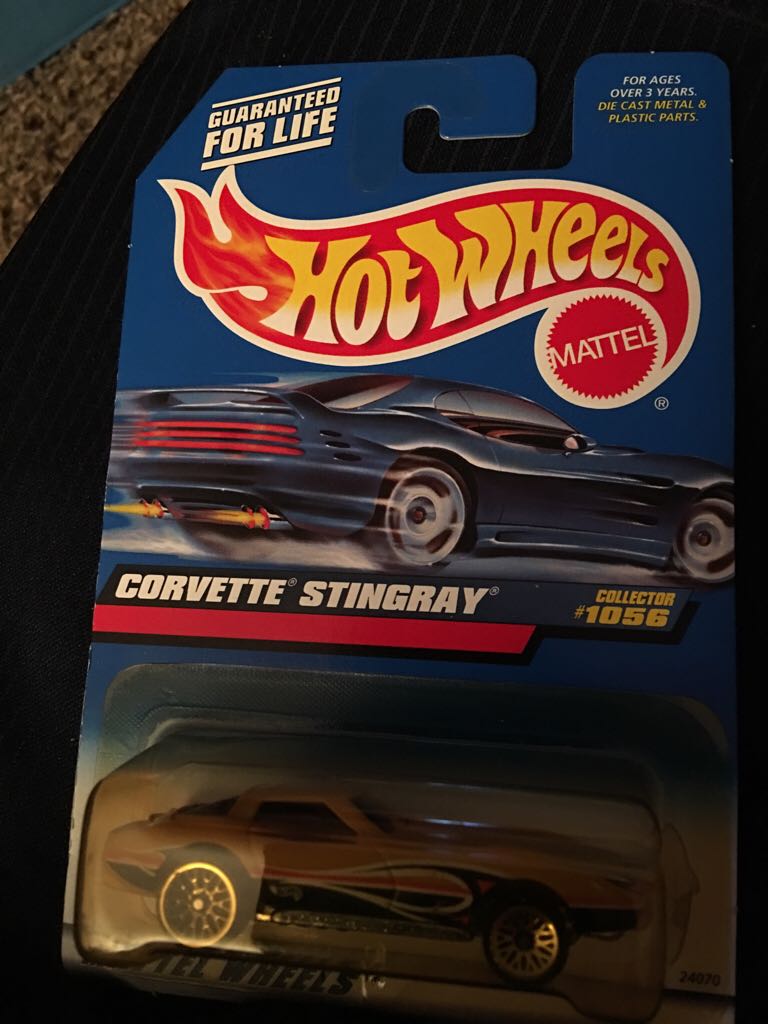 GUARANTEED
FOR LIFE
FOR AGES
OVER 3 YEARS.
DIE CAST METAL &
PLASTIC PARTS.
Hot Wheels
MATTEL
®
CORVETTE® STINGRAY®
COLLECTOR
#1056
WHEELS™
24070